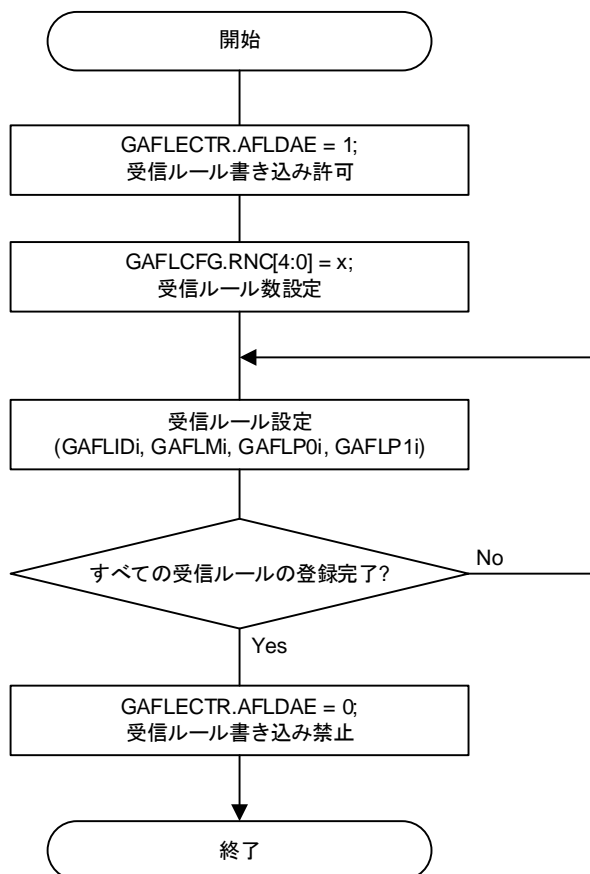 開始
GAFLECTR.AFLDAE = 1;
受信ルール書き込み許可
GAFLCFG.RNC[4:0] = x;
受信ルール数設定
受信ルール設定
(GAFLIDi, GAFLMi, GAFLP0i, GAFLP1i)
すべての受信ルールの登録完了?
No
Yes
GAFLECTR.AFLDAE = 0;
受信ルール書き込み禁止
終了